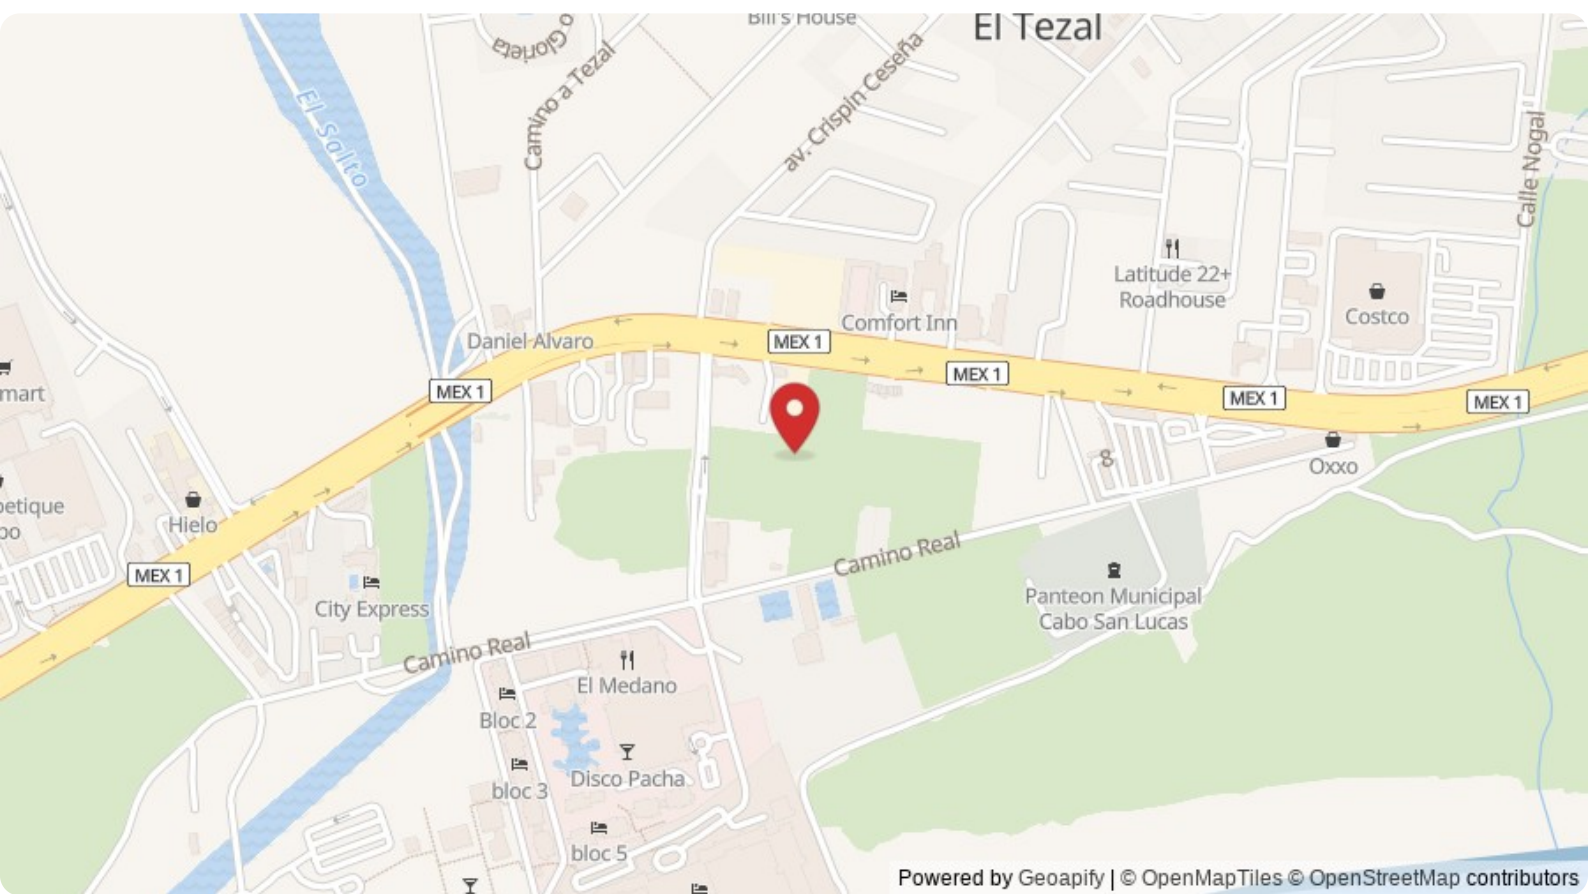 Bill's House
El Tezal
o Glorieta
Camino a Tezal
av. Crispin Ceseña
El Salto
Calle Nogal
Latitude 22+
Roadhouse
Costco
Comfort Inn
Daniel Alvaro
MEX 1
MEX 1
MEX 1
MEX 1
MEX 1
mart
8
Oxxo
petique
bo
Hielo
MEX 1
City Express
Camino Real
Panteon Municipal
Cabo San Lucas
Camino Real
El Medano
Bloc 2
Disco Pacha
bloc 3
bloc 5
Powered by Geoapify | © OpenMapTiles © OpenStreetMap contributors